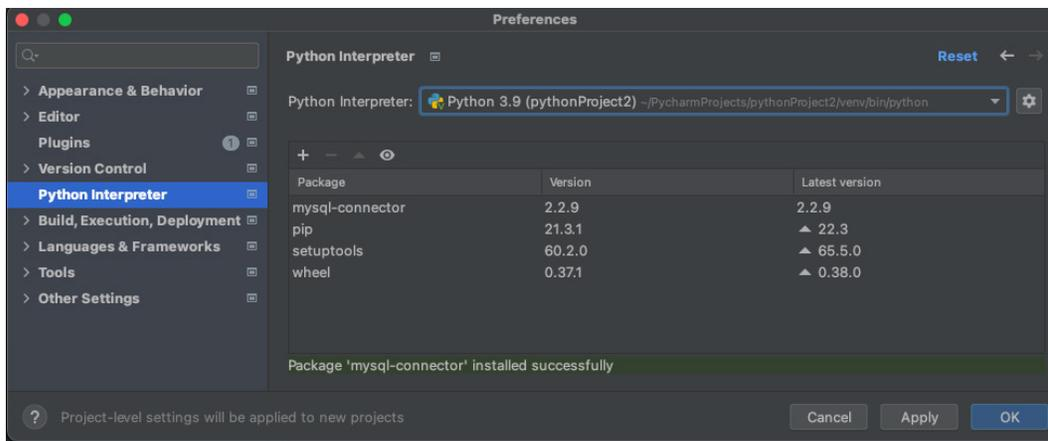 Preferences
Python Interpreter
Reset
Appearance & Behavior
Editor
Plugins 1
Version Control
Python Interpreter
Build, Execution, Deployment
Languages & Frameworks
Tools
Other Settings
Python Interpreter: Python 3.9 (pythonProject2) ~/PycharmProjects/pythonProject2/venv/bin/python
Package Version Latest version
mysql-connector 2.2.9 2.2.9
pip 21.3.1 22.3
setuptools 60.2.0 65.5.0
wheel 0.37.1 0.38.0
Package 'mysql-connector' installed successfully
? Project-level settings will be applied to new projects
Cancel Apply OK